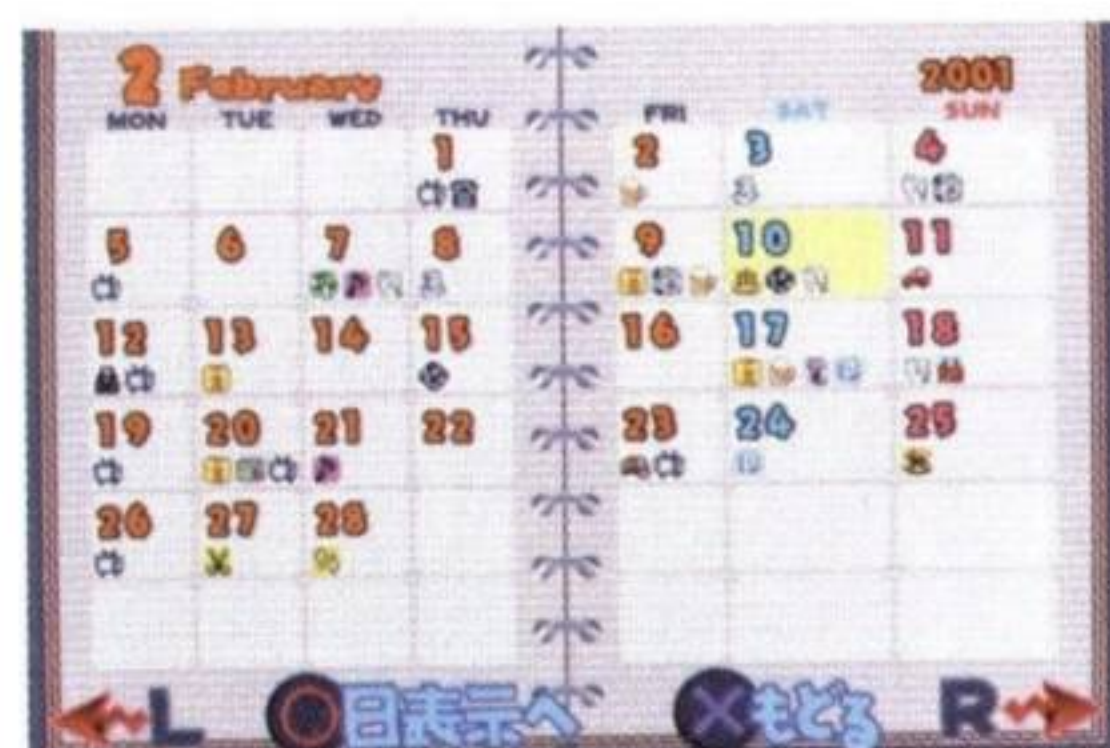 2 February 2001
MON TUE WED THU FRI SAT SUN
1 2 3 4
5 6 7 8 9 10 11
12 13 14 15 16 17 18
19 20 21 22 23 24 25
26 27 28
L 日表示へ もどる R